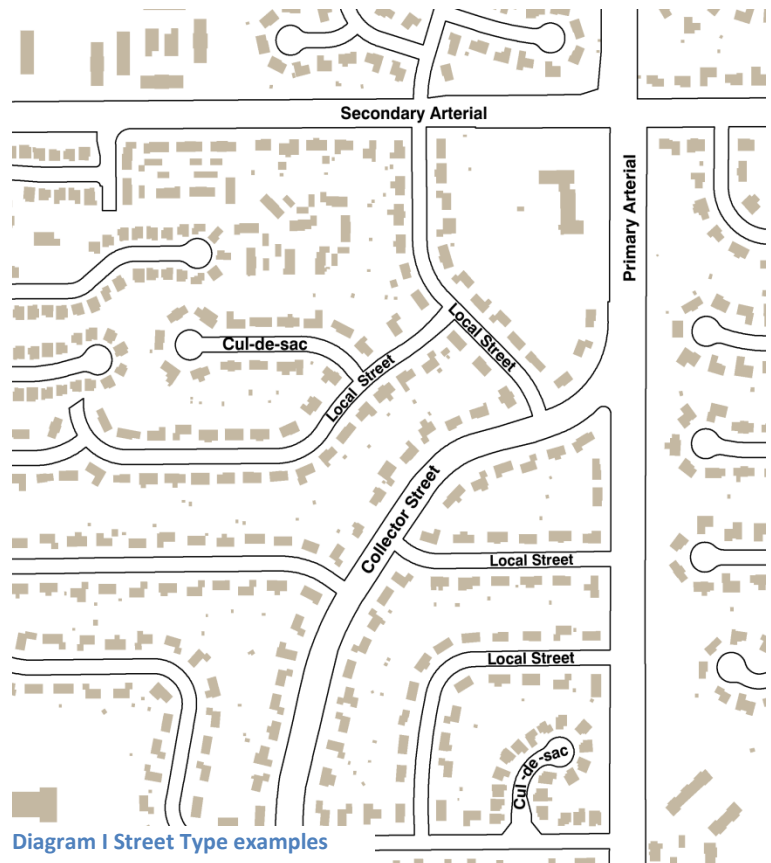 Secondary Arterial
Primary Arterial
Local Street
Cul-de-sac
Local Street
Collector Street
Local Street
Local Street
Cul-de-sac
Diagram I Street Type examples